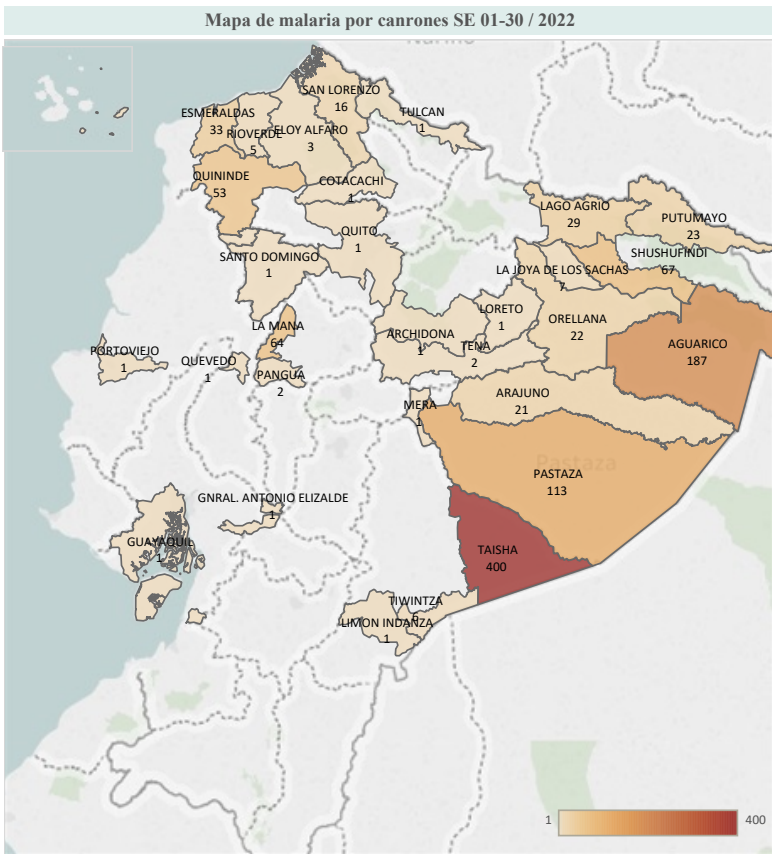 Mapa de malaria por canrones SE 01-30 / 2022
SAN LORENZO
16
TULCAN
1
ESMERALDAS
33
RIOVERDE
5
ELOY ALFARO
3
QUININDE
53
COTACACHI
1
LAGO AGRIO
29
PUTUMAYO
23
QUITO
1
SHUSHUFINDI
67
SANTO DOMINGO
1
LA JOYA DE LOS SACHAS
7
LORETO
1
ORELLANA
22
LA MANA
64
ARCHIDONA
1
TENA
2
AGUARICO
187
PORTOVIEJO
1
QUEVEDO
1
PANGUA
2
ARAJUNO
21
MERA
1
Pastaza
PASTAZA
113
GNRAL. ANTONIO ELIZALDE
1
GUAYAQUIL
1
TAISHA
400
TIWINTZA
LIMON INDANZA
1
1
400